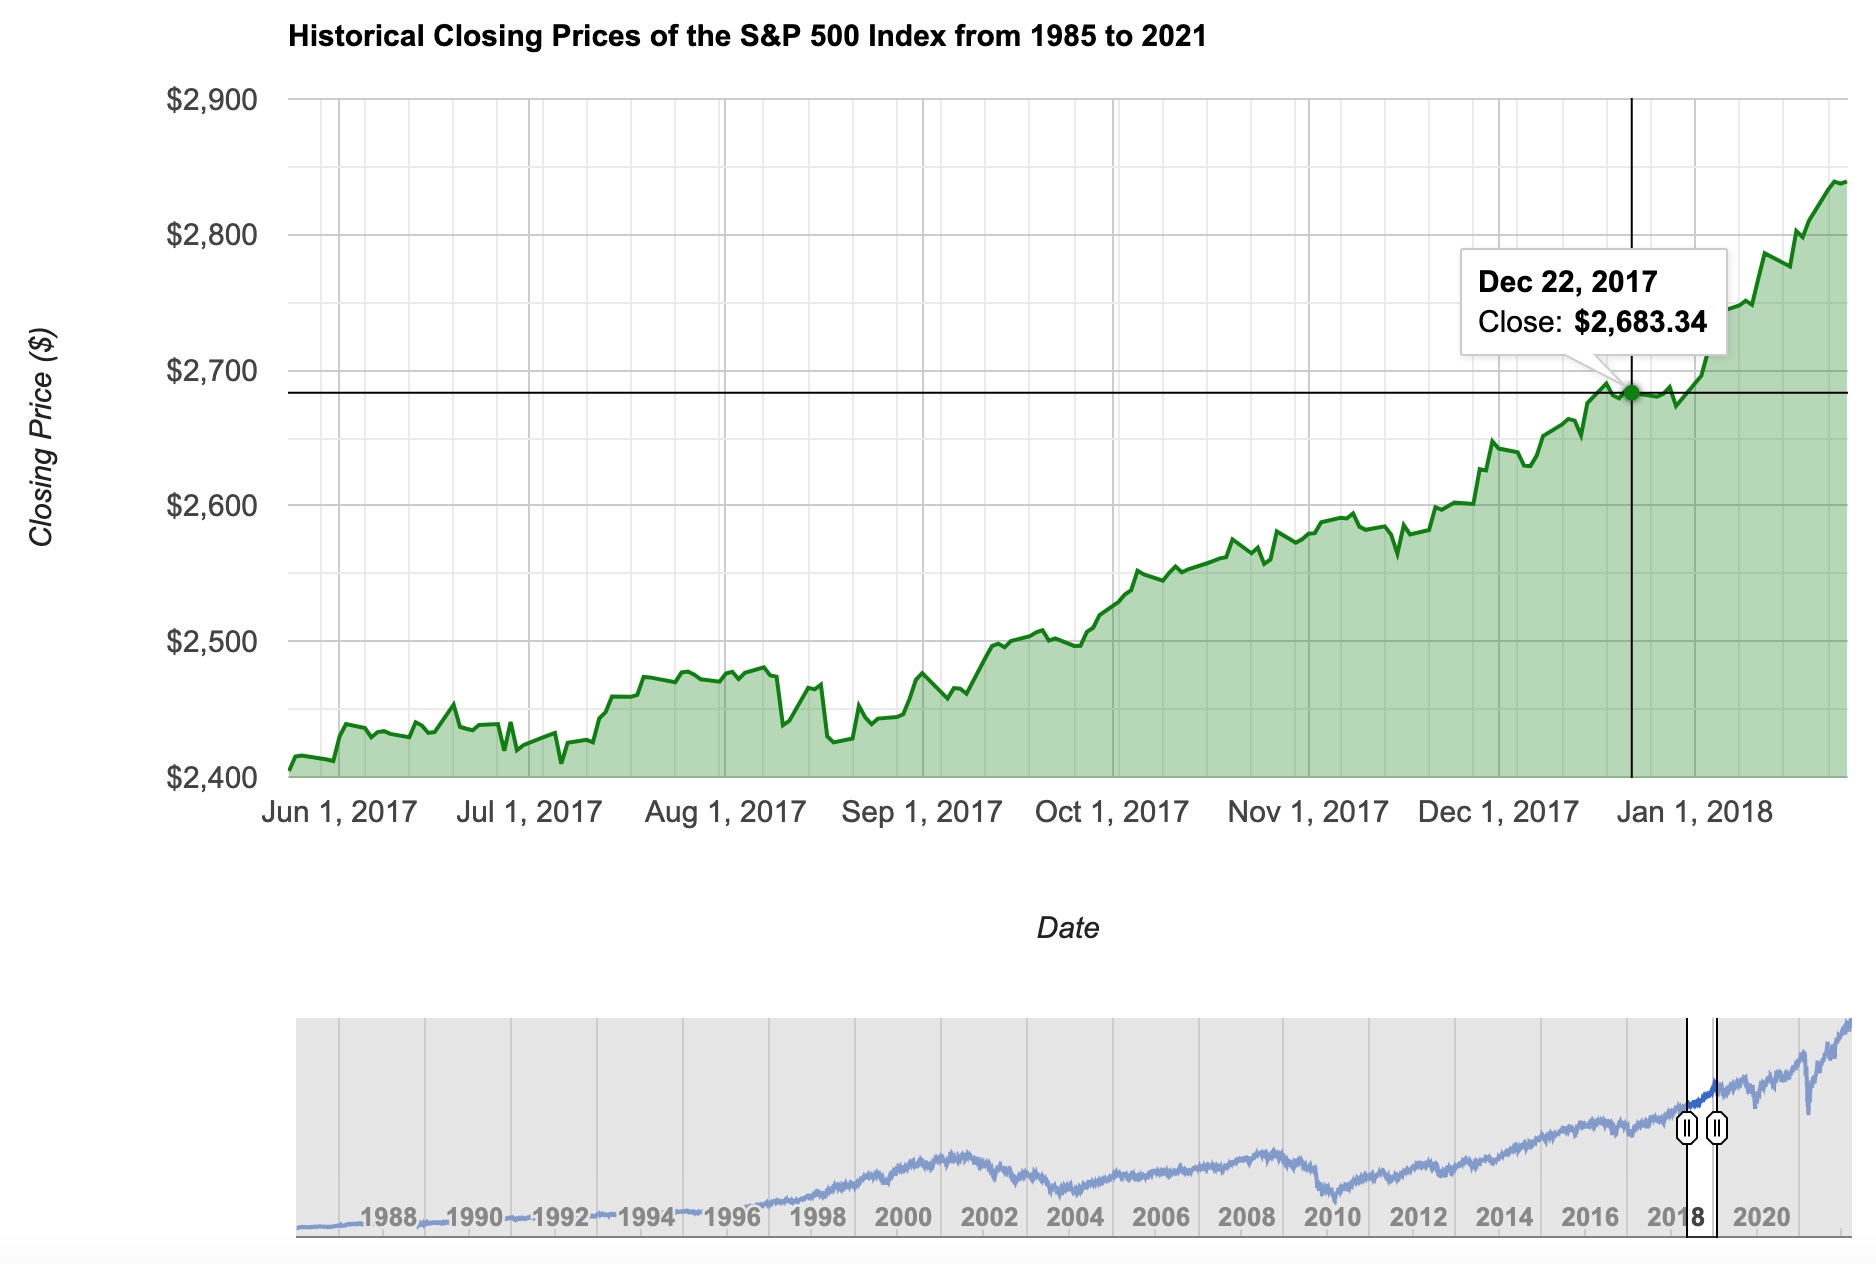 Historical Closing Prices of the S&P 500 Index from 1985 to 2021
$2,900
$2,800
$2,700
$2,600
$2,500
$2,400
Closing Price ($)
Dec 22, 2017
Close: $2,683.34
Jun 1, 2017 Jul 1, 2017 Aug 1, 2017 Sep 1, 2017 Oct 1, 2017 Nov 1, 2017 Dec 1, 2017 Jan 1, 2018
Date
1988 1990 1992 1994 1996 1998 2000 2002 2004 2006 2008 2010 2012 2014 2016 2018 2020